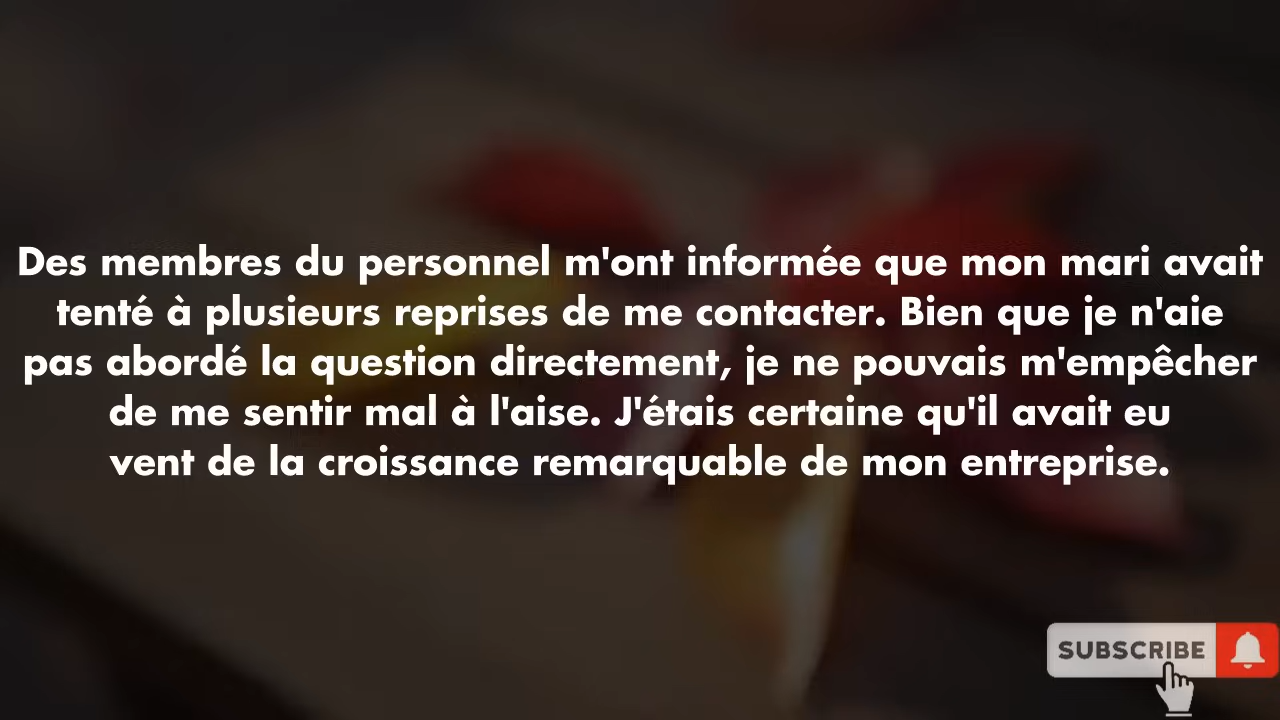 Des membres du personnel m'ont informée que mon mari avait
tenté à plusieurs reprises de me contacter. Bien que je n'aie
pas abordé la question directement, je ne pouvais m'empêcher
de me sentir mal à l'aise. J'étais certaine qu'il avait eu
vent de la croissance remarquable de mon entreprise.
SUBSCRIBE